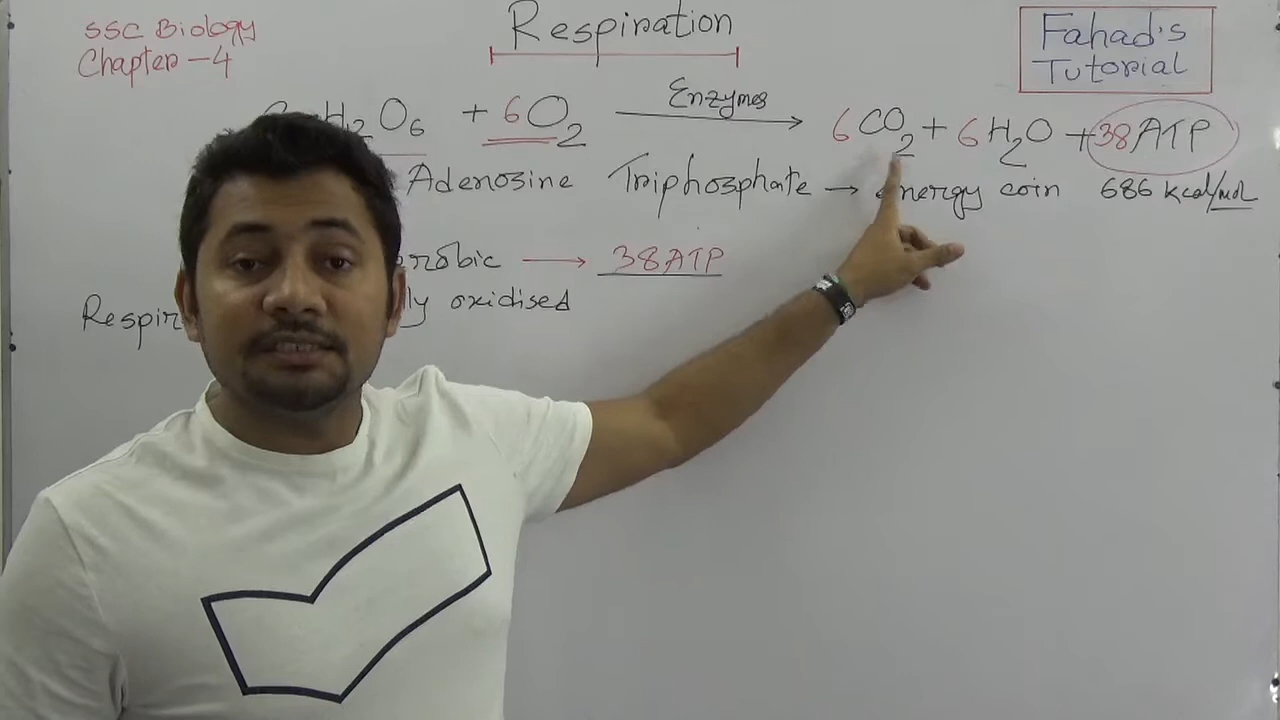 SSC Biology
Chapter - 4
Respiration
Fahad's
Tutorial
H₁₂O₆ + 6O₂ Enzymes → 6CO₂ + 6H₂O + 38ATP
Adenosine Triphosphate → energy coin 686 kcal/mol
→ 38ATP
oxidised